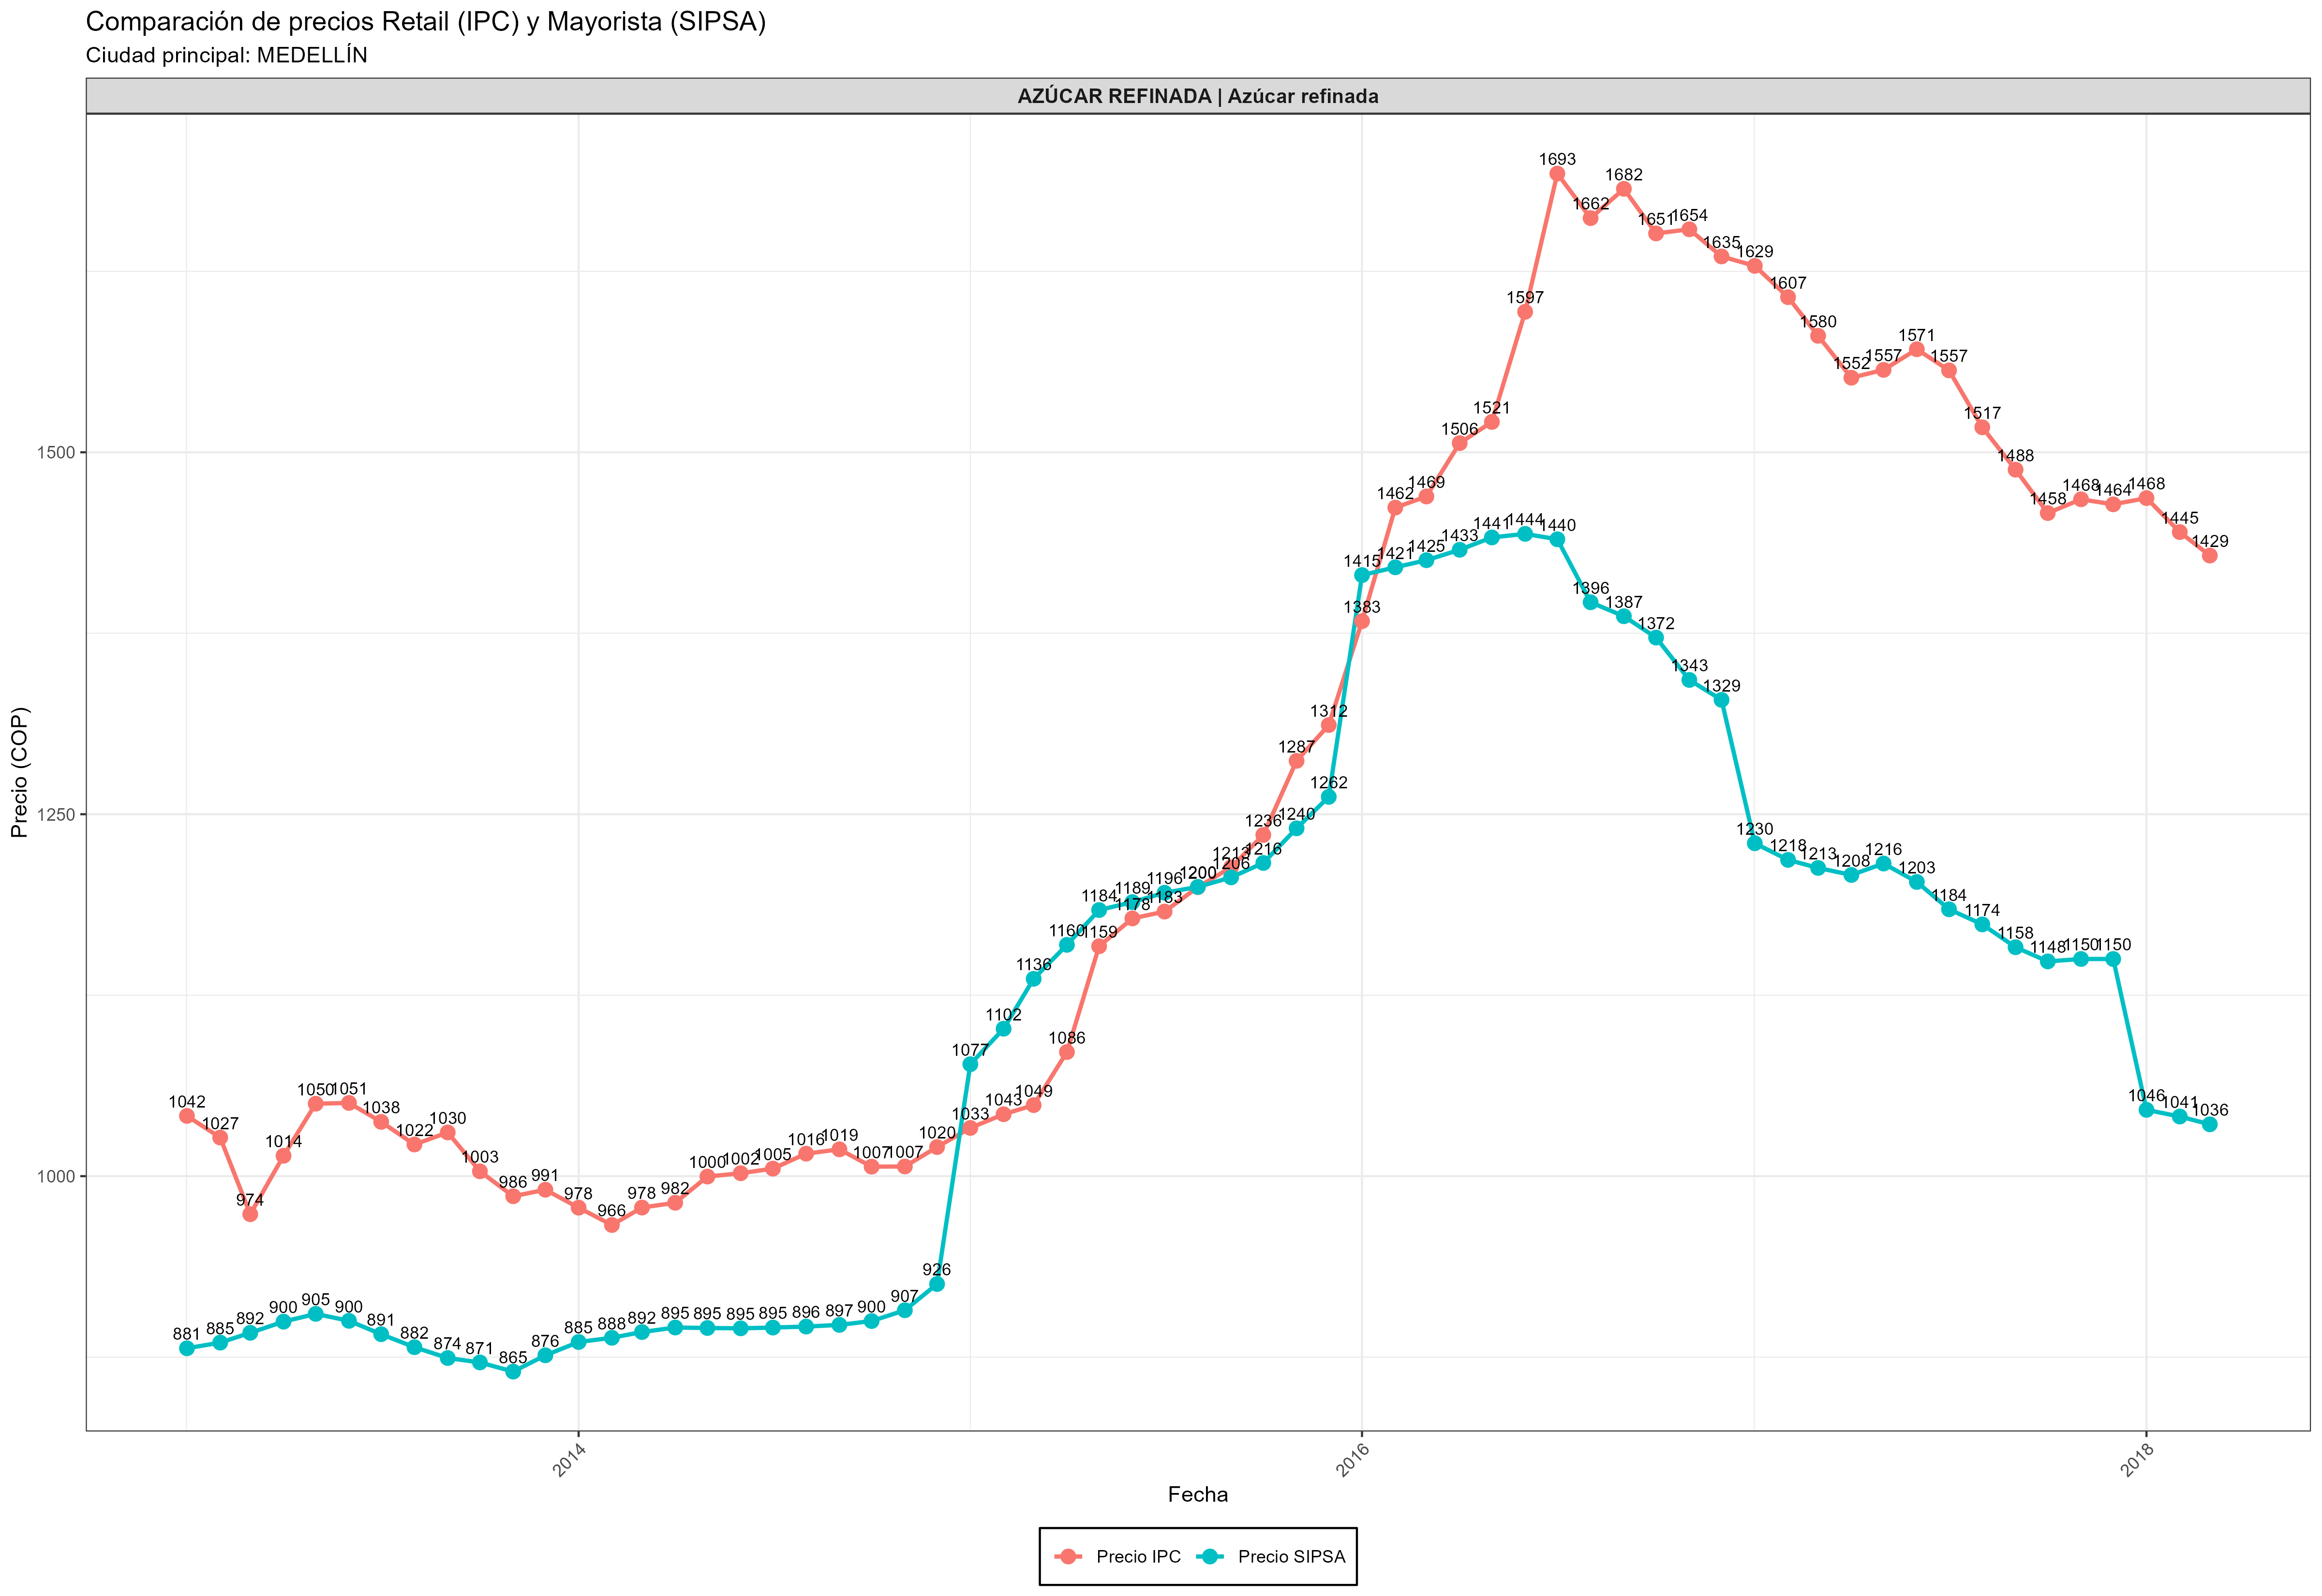 Comparación de precios Retail (IPC) y Mayorista (SIPSA)
Ciudad principal: MEDELLÍN
AZÚCAR REFINADA | Azúcar refinada
Precio (COP)
1500
1250
1000
1042 1027 974 1014 1050 1051 1038 1022 1030 1003 986 991 978 966 978 982 1000 1002 1005 1016 1019 1007 1007 1020 1033 1043 1049 1086 1159 1178 1183 1200 1213 1236 1287 1312 1383 1462 1469 1506 1521 1597 1693 1662 1682 1651 1654 1635 1629 1607 1580 1552 1557 1571 1557 1517 1488 1458 1468 1464 1468 1445 1429
881 885 892 900 905 900 891 882 874 871 865 876 885 888 892 895 895 895 895 896 897 900 907 926 1077 1102 1136 1160 1184 1189 1196 1200 1206 1216 1240 1262 1415 1421 1425 1433 1441 1444 1440 1396 1387 1372 1343 1329 1230 1218 1213 1208 1216 1203 1184 1174 1158 1148 1150 1150 1046 1041 1036
2014 2016 2018
Fecha
Precio IPC Precio SIPSA